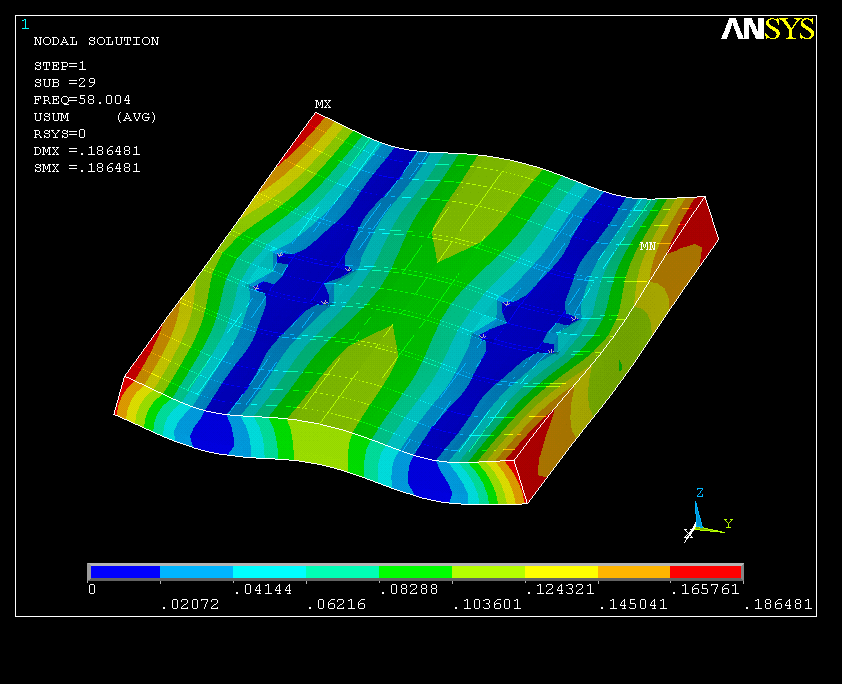 1
ANSYS
NODAL SOLUTION
STEP=1
SUB =29
FREQ=58.004
USUM (AVG)
RSYS=0
DMX =.186481
SMX =.186481
MX
MN
Z
Y
X
0 .04144 .08288 .124321 .165761
.02072 .06216 .103601 .145041 .186481